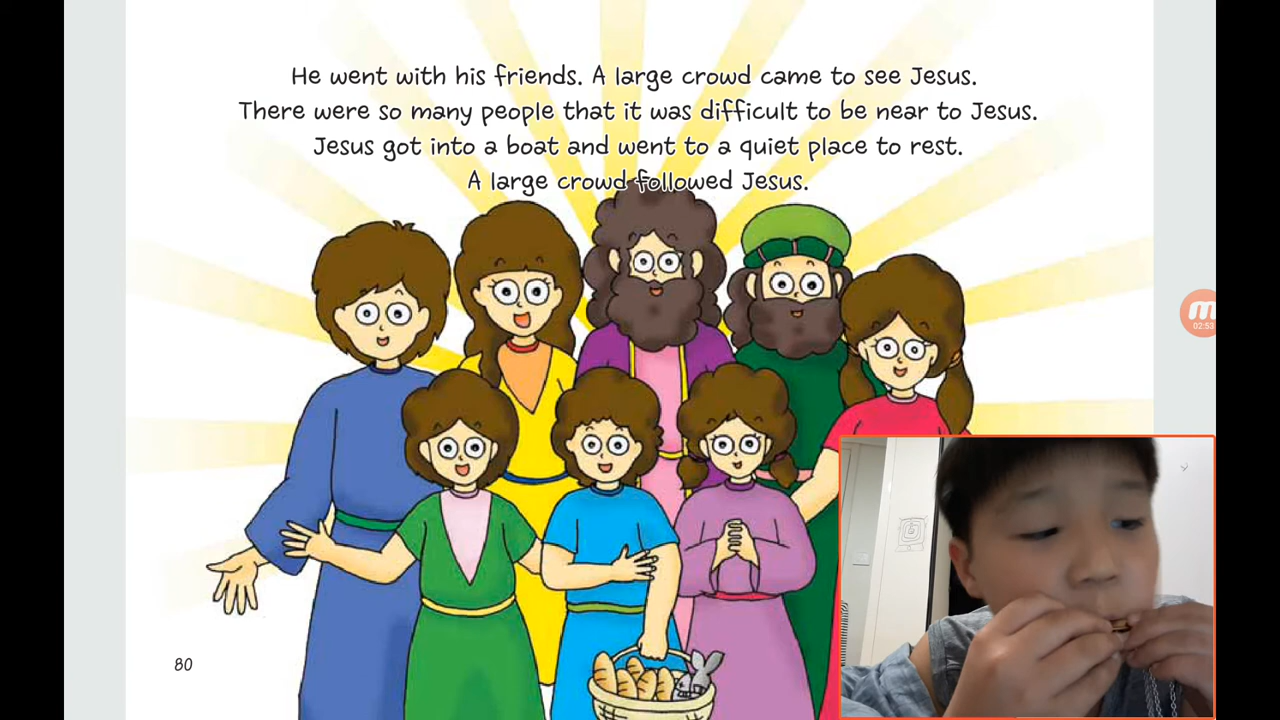 He went with his friends. A large crowd came to see Jesus.
There were so many people that it was difficult to be near to Jesus.
Jesus got into a boat and went to a quiet place to rest.
A large crowd followed Jesus.
02:53
80